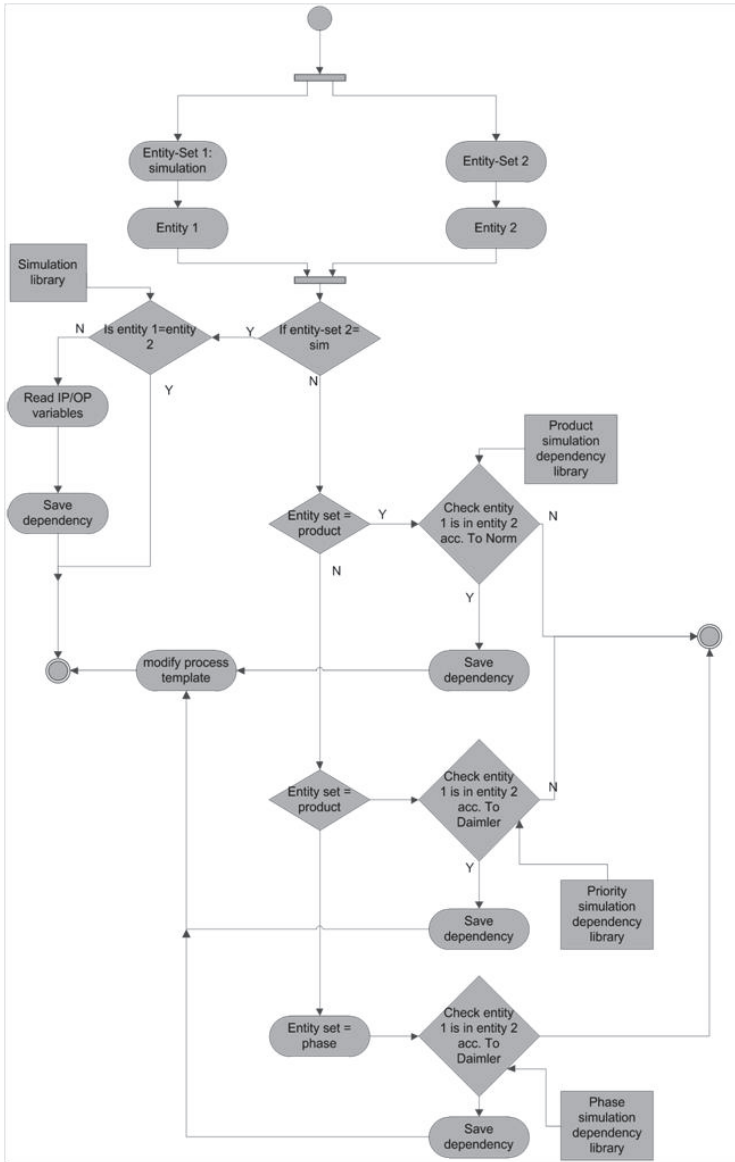 Entity-Set 1:
simulation
Entity-Set 2
Entity 1
Entity 2
Simulation
library
Is entity 1=entity
2
N
Y
Y
If entity-set 2=
sim
N
Read IP/OP
variables
Save
dependency
Product
simulation
dependency
library
Entity set =
product
Y
N
Check entity
1 is in entity 2
acc. To Norm
N
Y
modify process
template
Save
dependency
Entity set =
product
Check entity
1 is in entity 2
acc. To
Daimler
N
Y
Priority
simulation
dependency
library
Save
dependency
Entity set =
phase
Check entity
1 is in entity 2
acc. To
Daimler
Phase
simulation
dependency
library
Save
dependency